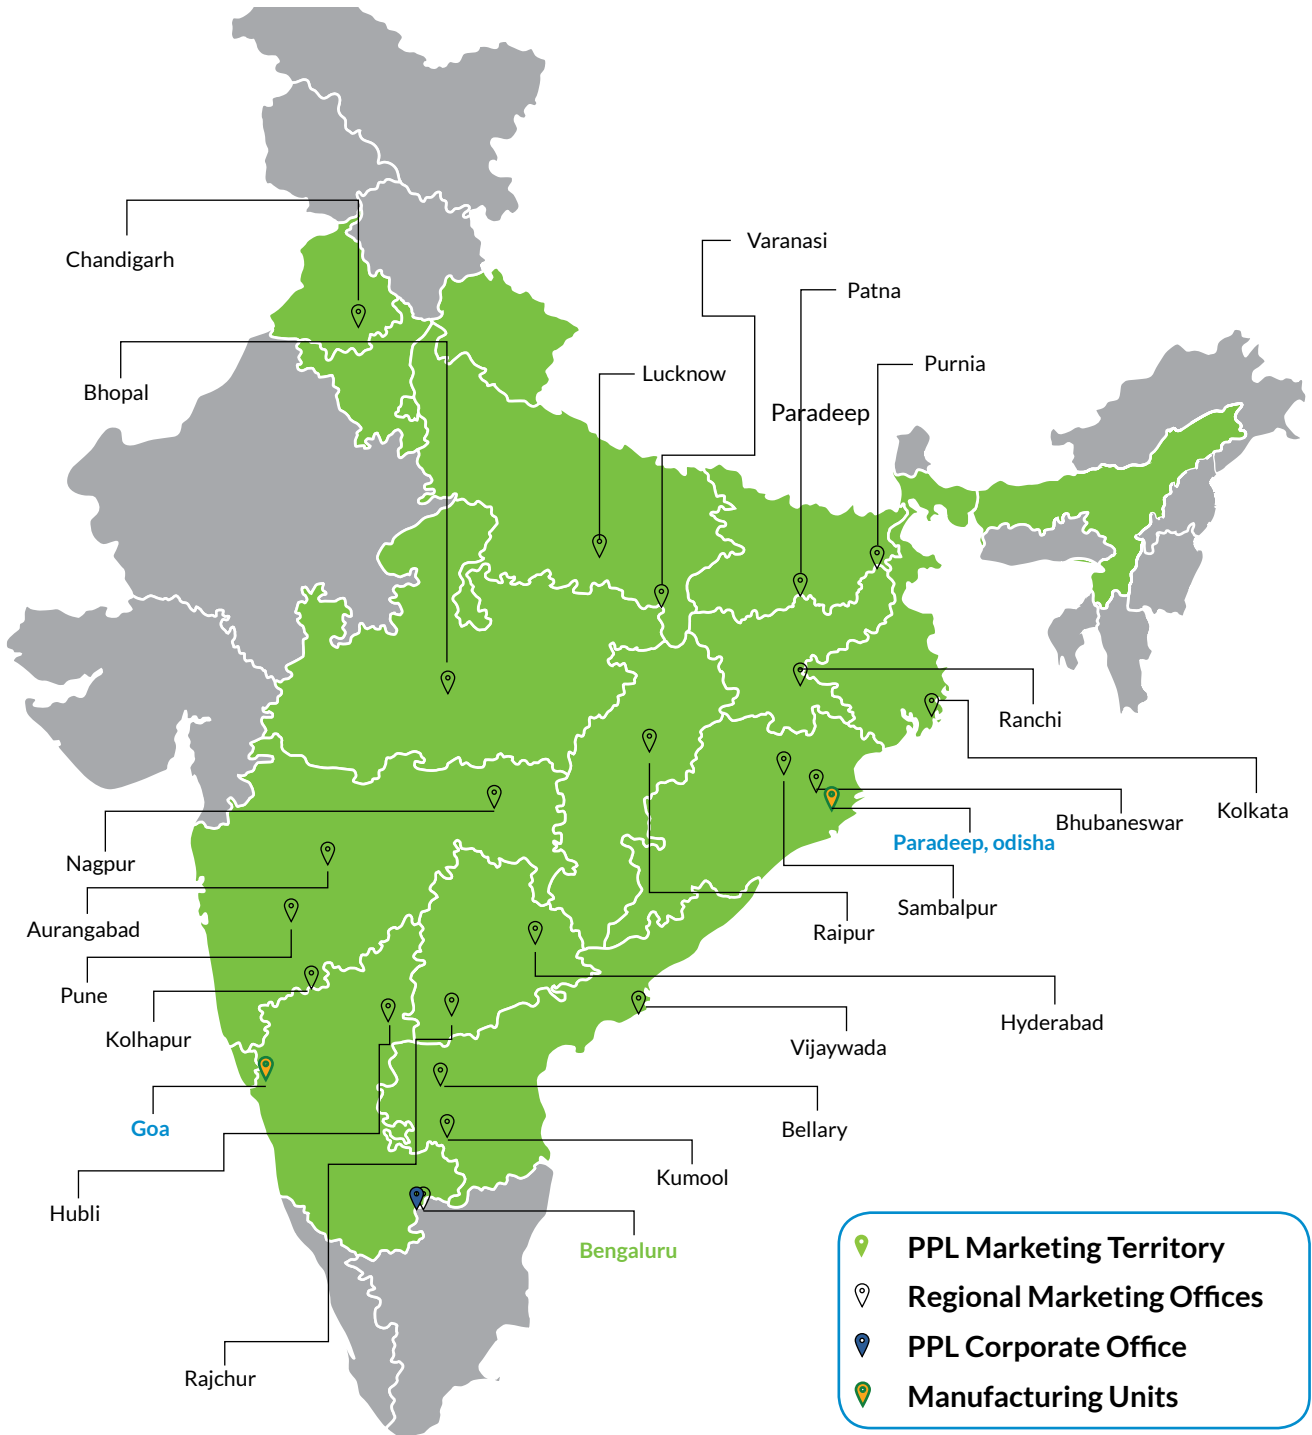 Varanasi
Chandigarh
Patna
Purnia
Lucknow
Bhopal
Paradeep
Ranchi
Kolkata
Bhubaneswar
Paradeep, odisha
Nagpur
Sambalpur
Aurangabad
Raipur
Pune
Hyderabad
Kolhapur
Vijaywada
Goa
Bellary
Kumool
Hubli
Bengaluru
Rajchur
PPL Marketing Territory
Regional Marketing Offices
PPL Corporate Office
Manufacturing Units